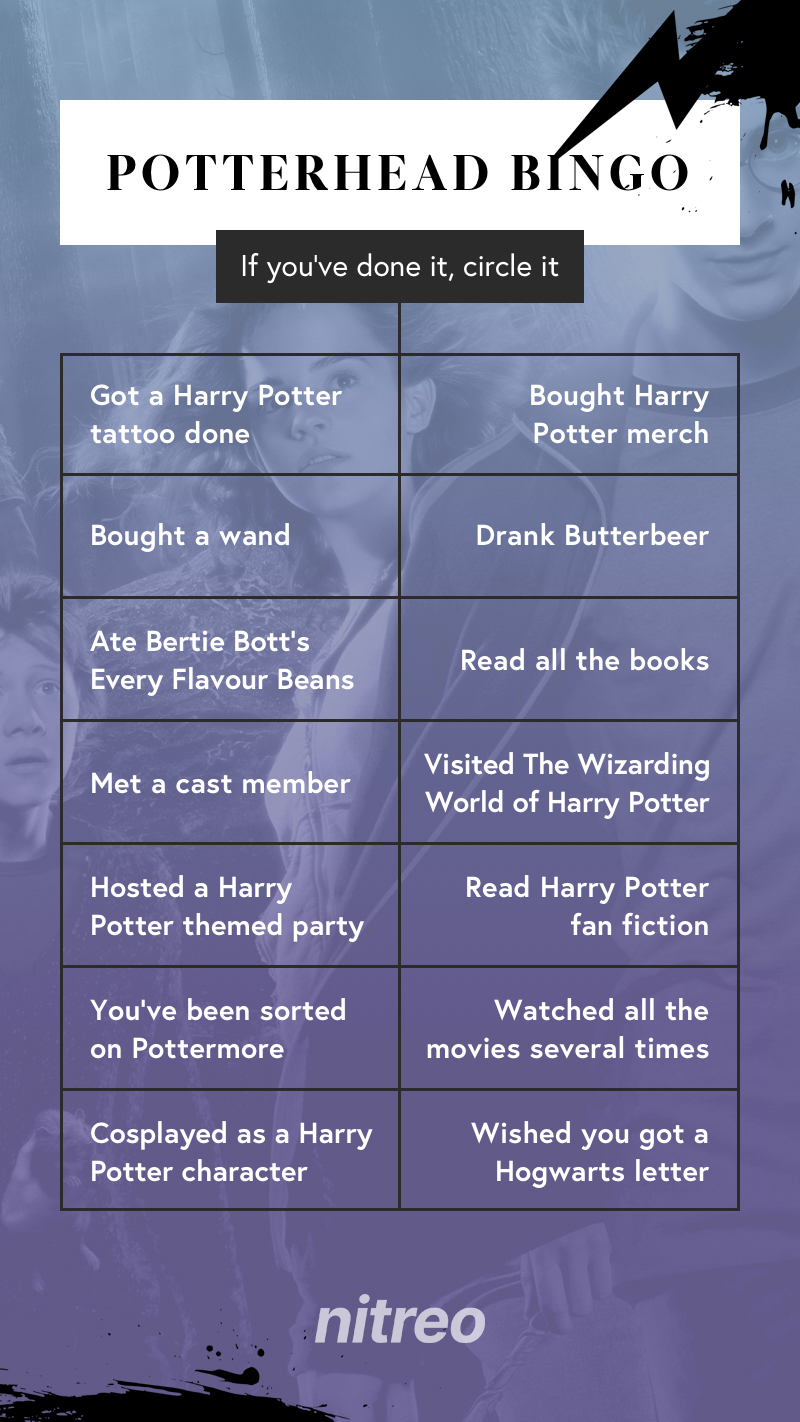 POTTERHEAD BINGO
If you've done it, circle it
Got a Harry Potter
tattoo done
Bought Harry
Potter merch
Bought a wand
Drank Butterbeer
Ate Bertie Bott's
Every Flavour Beans
Read all the books
Met a cast member
Visited The Wizarding
World of Harry Potter
Hosted a Harry
Potter themed party
Read Harry Potter
fan fiction
You've been sorted
on Pottermore
Watched all the
movies several times
Cosplayed as a Harry
Potter character
Wished you got a
Hogwarts letter
nitreo